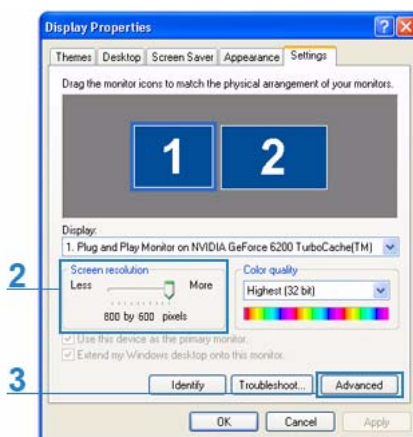 Display Properties
Themes Desktop Screen Saver Appearance Settings
Drag the monitor icons to match the physical arrangement of your monitors.
1 2
Display:
1. Plug and Play Monitor on NVIDIA GeForce 6200 TurboCache(TM)
2
Screen resolution
Less More
800 by 600 pixels
Color quality
Highest (32 bit)
Use this device as the primary monitor.
Extend my Windows desktop onto this monitor.
3
Identify Troubleshoot... Advanced
OK Cancel Apply